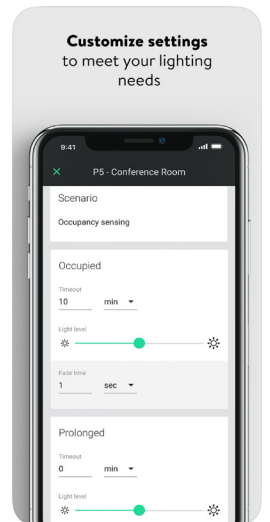 Customize settings
to meet your lighting
needs
9:41
P5 - Conference Room
Scenario
Occupancy sensing
Occupied
Timeout
10 min
Light level
Fade time
1 sec
Prolonged
Timeout
0 min
Light level